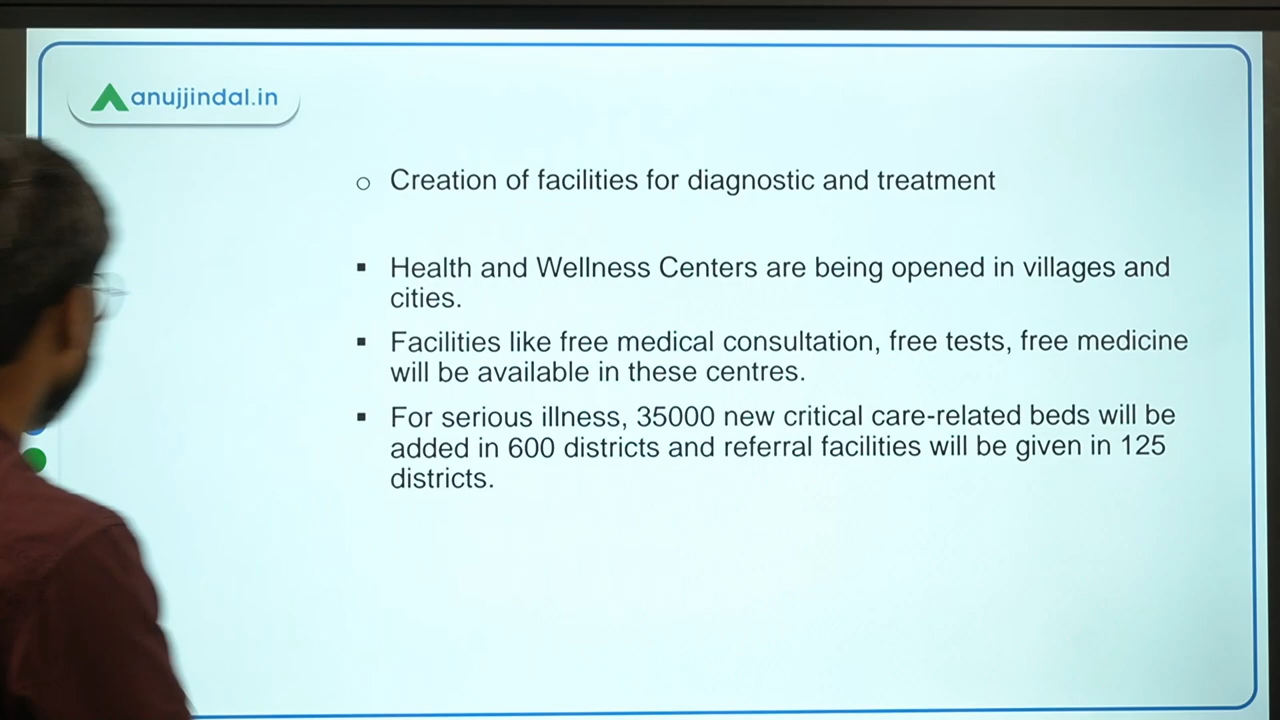 anujjindal.in
Creation of facilities for diagnostic and treatment
Health and Wellness Centers are being opened in villages and
cities.
Facilities like free medical consultation, free tests, free medicine
will be available in these centres.
For serious illness, 35000 new critical care-related beds will be
added in 600 districts and referral facilities will be given in 125
districts.